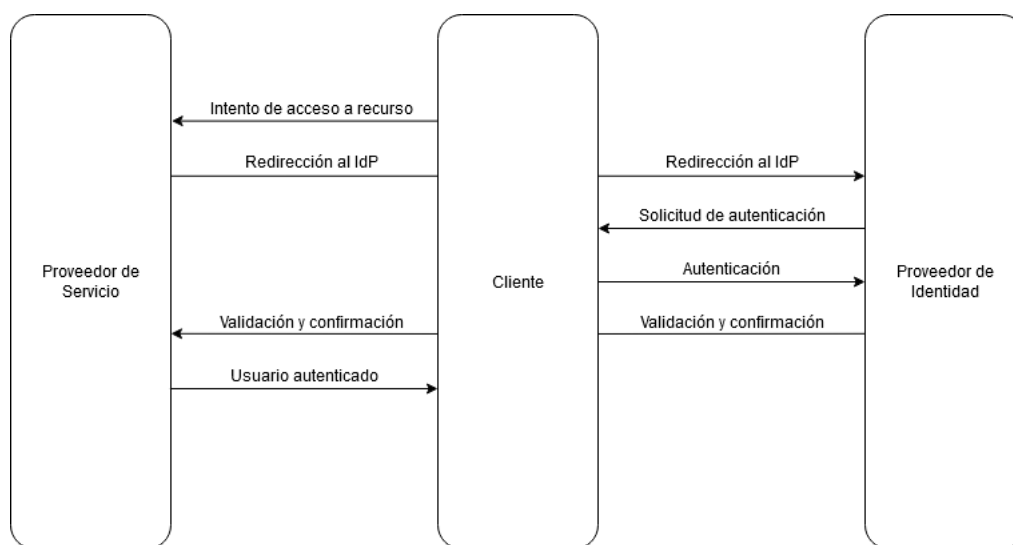 Intento de acceso a recurso
Redirección al IdP
Redirección al IdP
Solicitud de autenticación
Proveedor de
Servicio
Cliente
Autenticación
Proveedor de
Identidad
Validación y confirmación
Validación y confirmación
Usuario autenticado